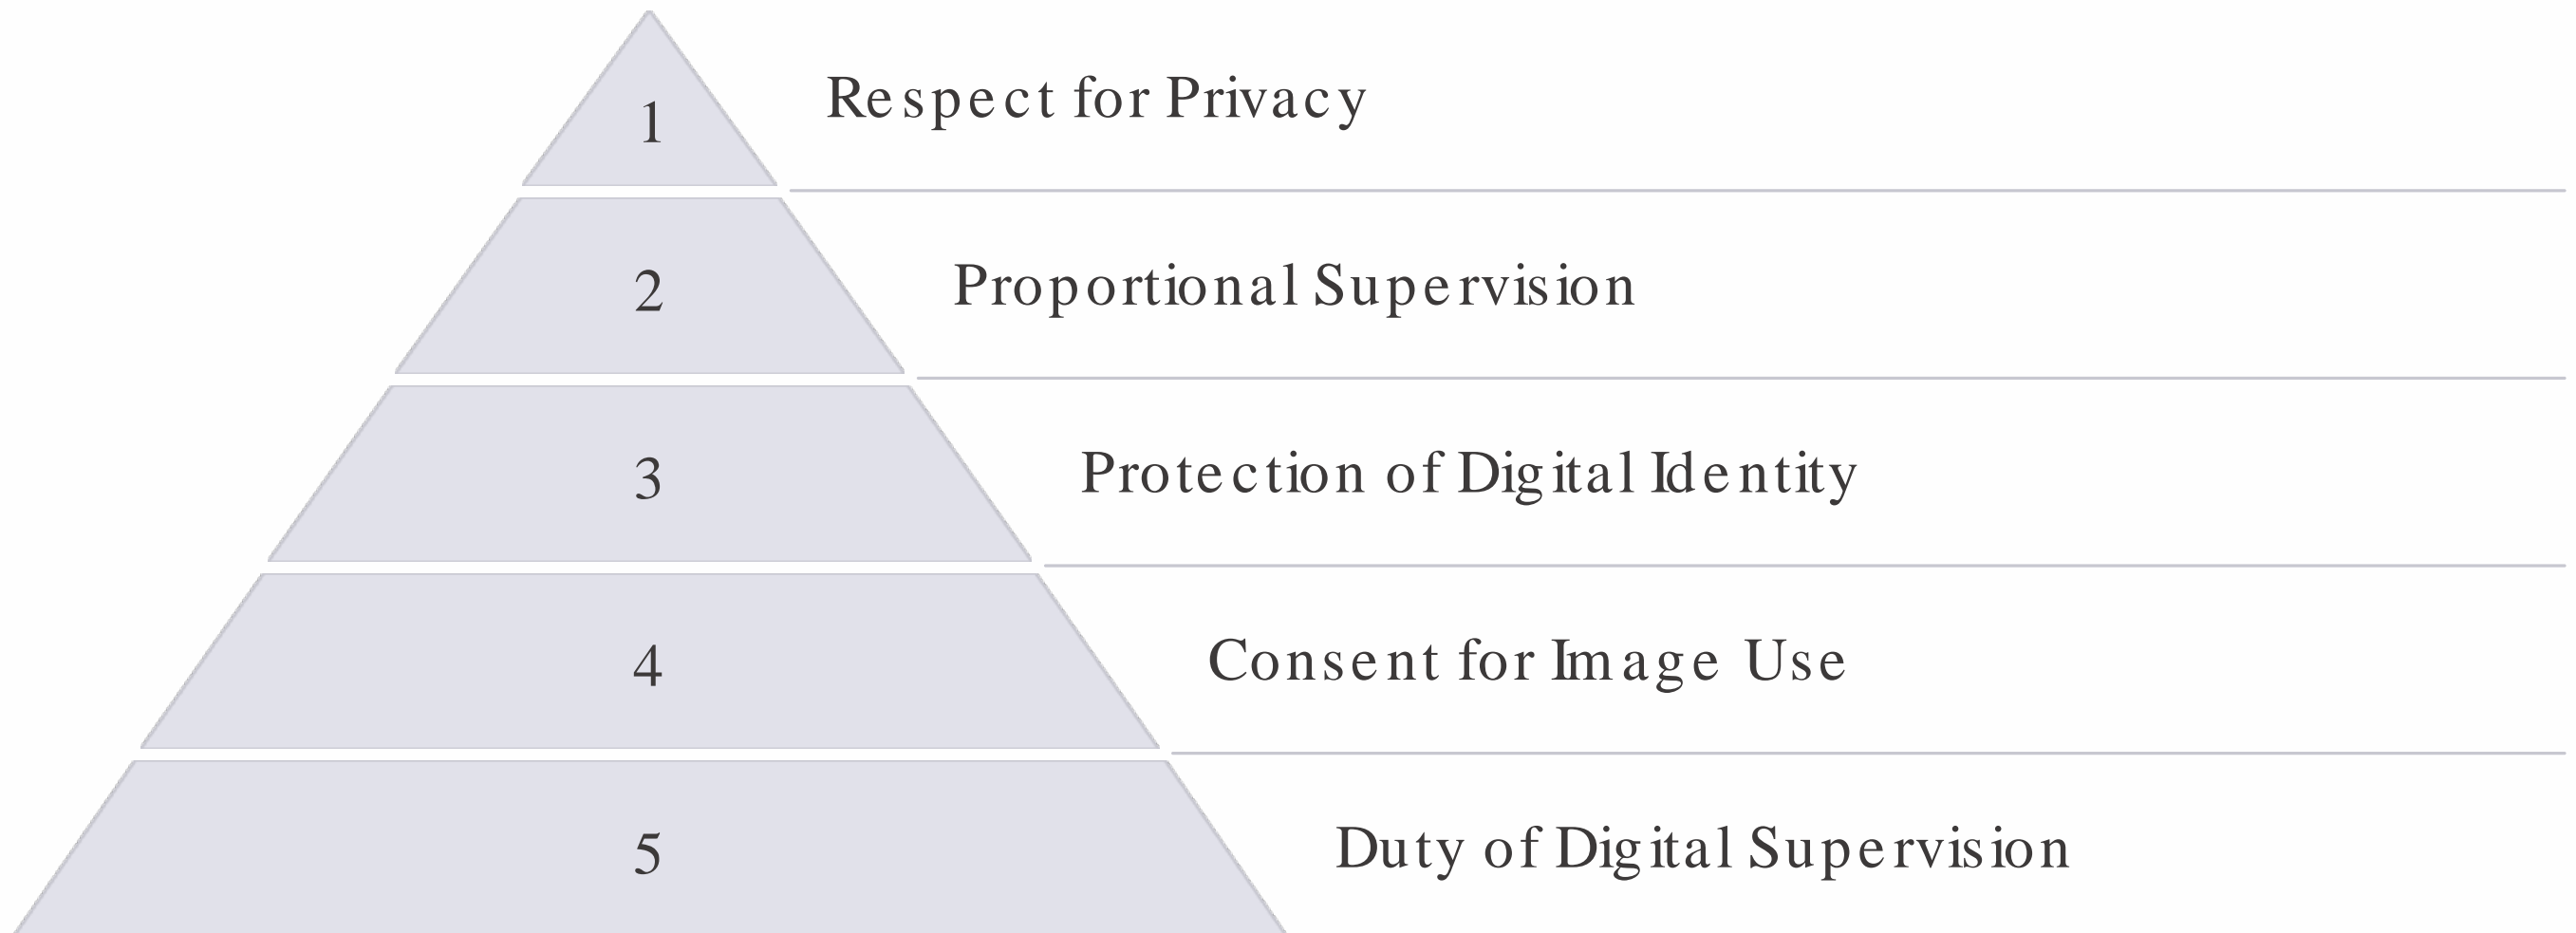 1 Respect for Privacy
2 Proportional Supervision
3 Protection of Digital Identity
4 Consent for Image Use
5 Duty of Digital Supervision